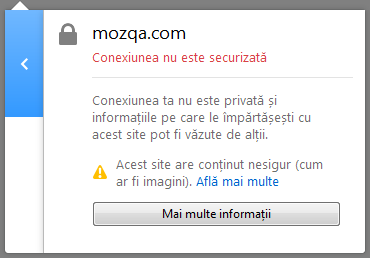 mozqa.com
Conexiunea nu este securizată
Conexiunea ta nu este privată și
informațiile pe care le împărtășești cu
acest site pot fi văzute de alții.
Acest site are conținut nesigur (cum
ar fi imagini). Află mai multe
Mai multe informații